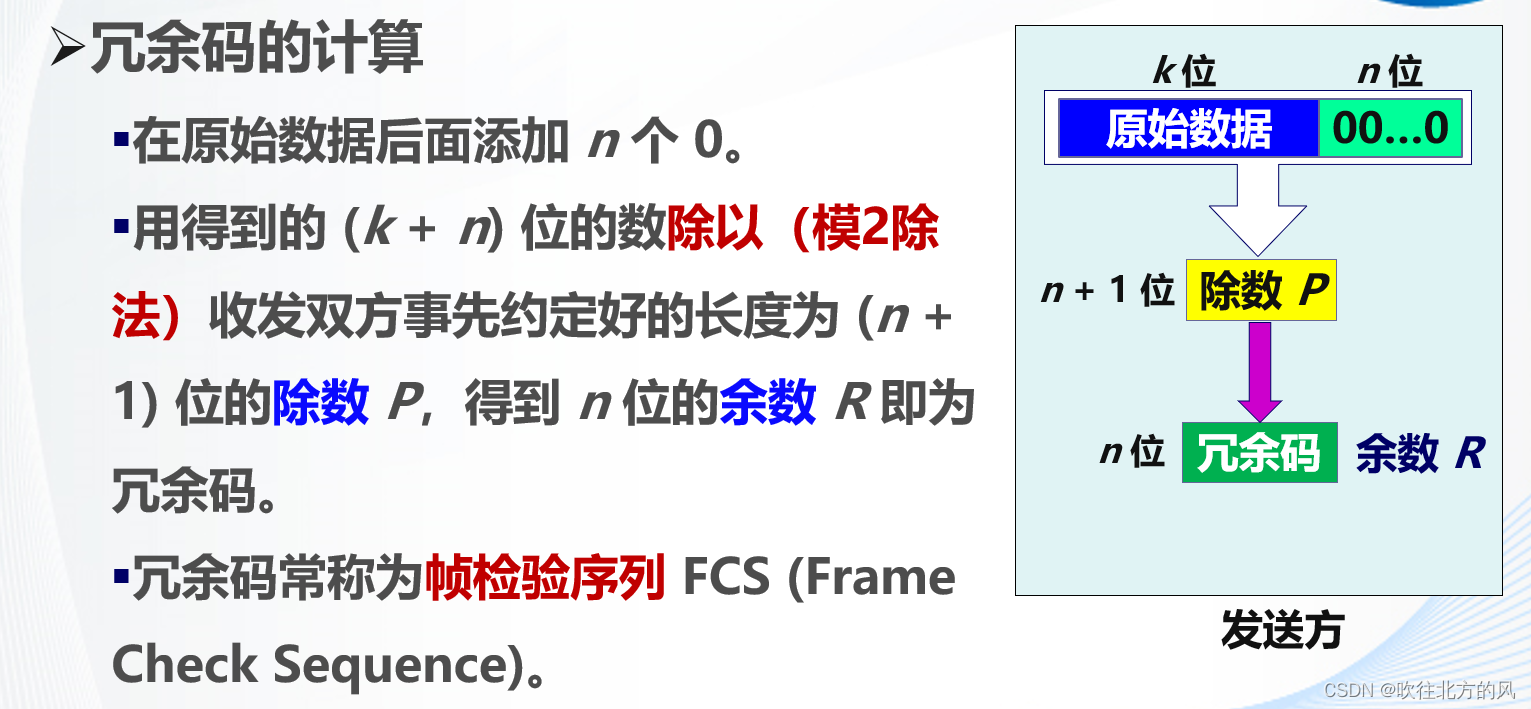 冗余码的计算
在原始数据后面添加 n 个 0。
用得到的 (k + n) 位的数除以（模2除
法）收发双方事先约定好的长度为 (n +
1) 位的除数 P，得到 n 位的余数 R 即为
冗余码。
冗余码常称为帧检验序列 FCS (Frame
Check Sequence)。
k 位 n 位
原始数据 00…0
n + 1 位 除数 P
n 位 冗余码 余数 R
发送方
CSDN @吹往北方的风